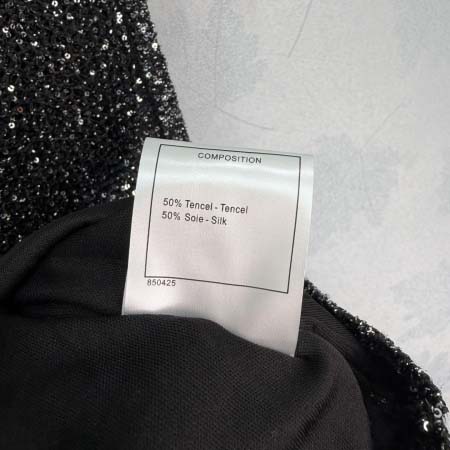 COMPOSITION
50% Tencel - Tencel
50% Soie - Silk
850425